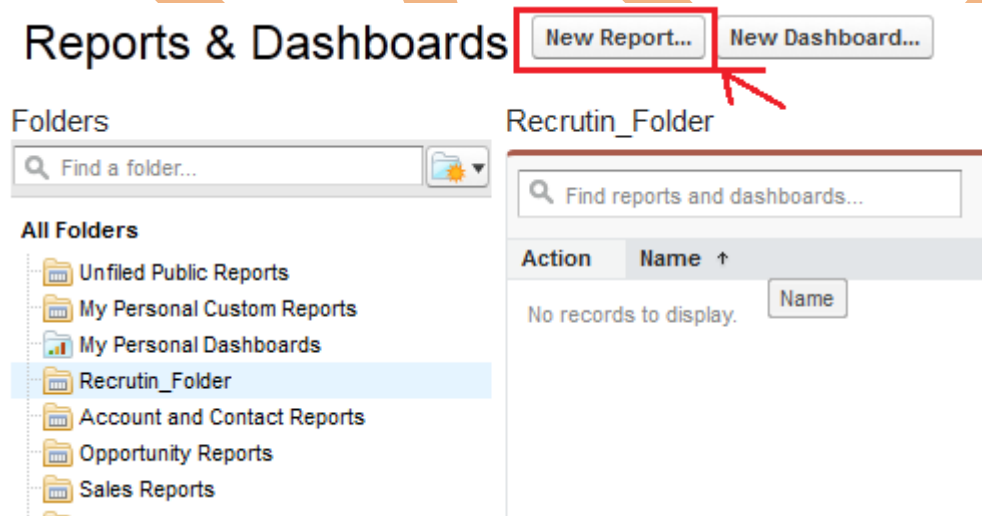 Reports & Dashboards New Report... New Dashboard...
Folders
Find a folder...
All Folders
Unfiled Public Reports
My Personal Custom Reports
My Personal Dashboards
Recrutin_Folder
Account and Contact Reports
Opportunity Reports
Sales Reports
Recrutin_Folder
Find reports and dashboards...
Action Name ↑
No records to display.
Name